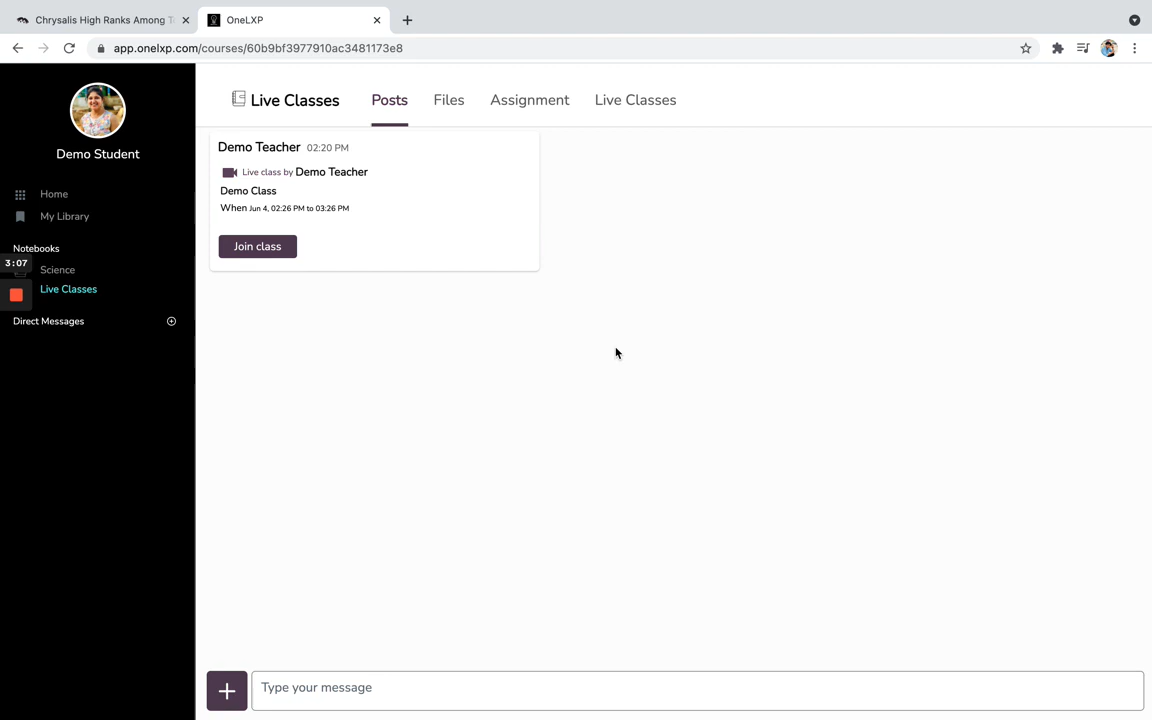 Chrysalis High Ranks Among T
OneLXP
app.onelxp.com/courses/60b9bf3977910ac3481173e8
Demo Student
Home
My Library
Notebooks
3:07
Science
Live Classes
Direct Messages
Live Classes
Posts
Files
Assignment
Live Classes
Demo Teacher 02:20 PM
Live class by Demo Teacher
Demo Class
When Jun 4, 02:26 PM to 03:26 PM
Join class
Type your message